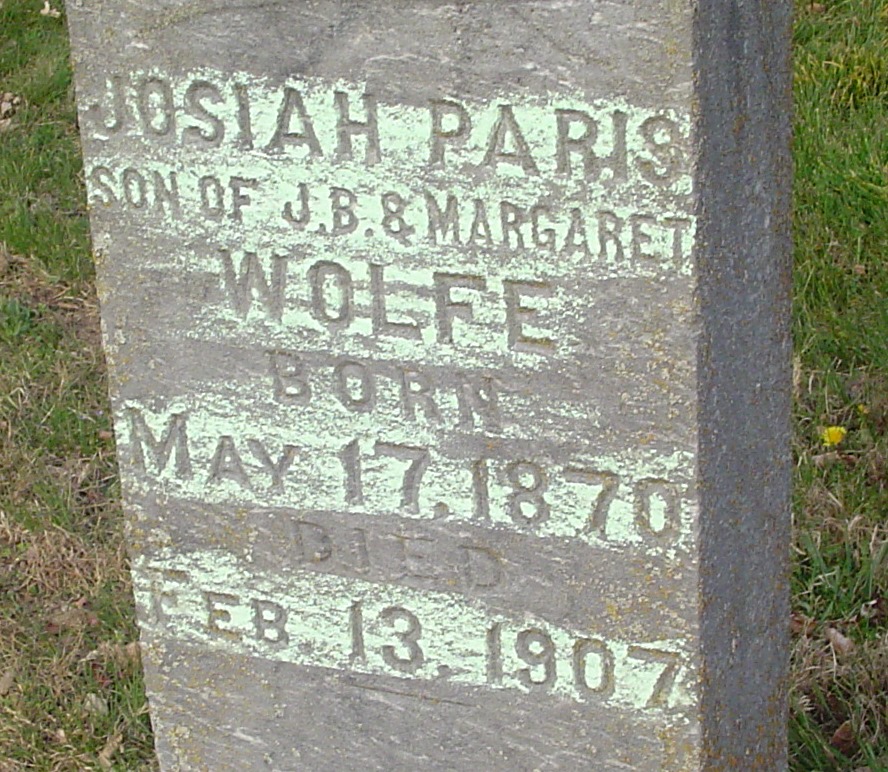 JOSIAH PARIS
SON OF J.B. & MARGARET
WOLFE
BORN
MAY 17, 1870
DIED
FEB 13, 1907